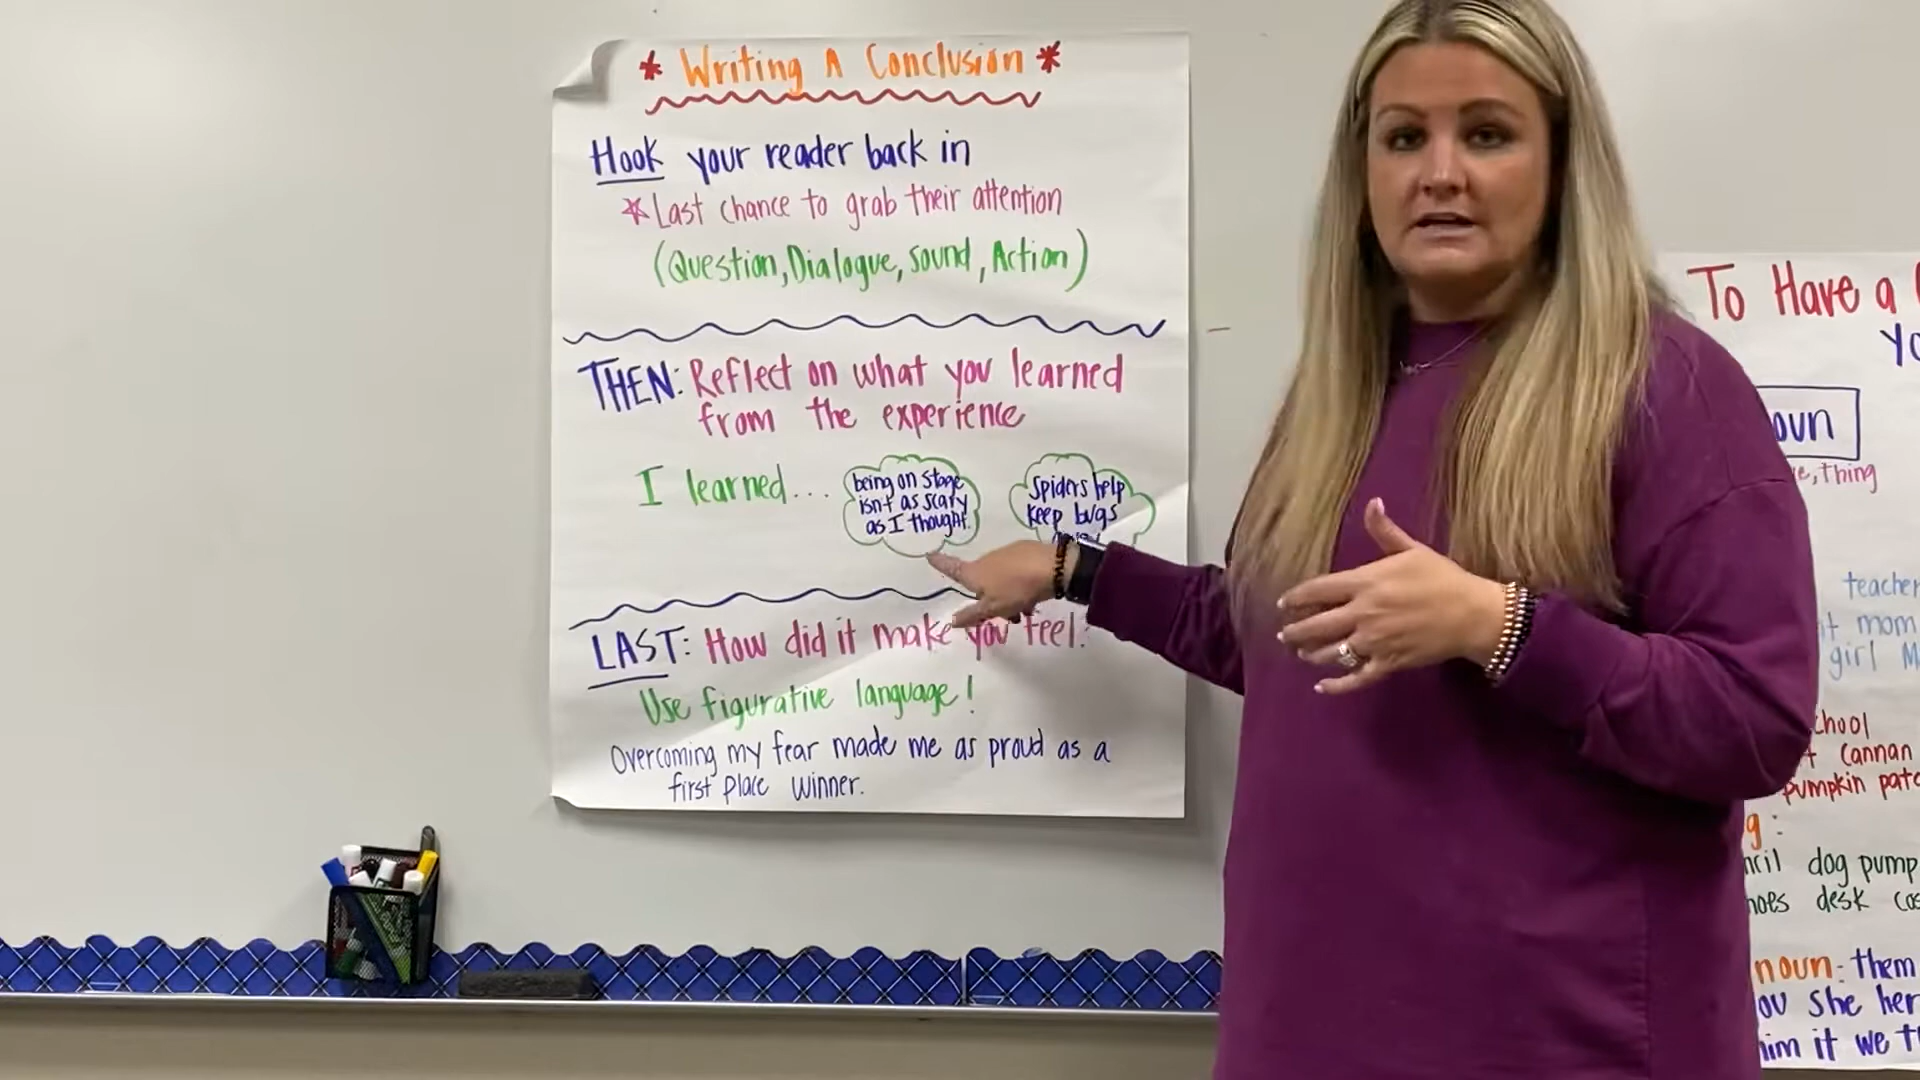 * Writing A Conclusion *
Hook your reader back in
* Last chance to grab their attention
(Question, Dialogue, sound, Action)
THEN: Reflect on what you learned
from the experience
I learned...
being on stage
isn't as scary
as I thought.
Spiders help
keep bugs
LAST: How did it make you feel?
Use figurative language!
Overcoming my fear made me as proud as a
first place winner.
To Have a
Yo
oun
e, thing
teacher
t mom
girl M
chool
t Cannan
pumpkin patc
g:
ncil dog pump
hoes desk cos
noun: them
ou she her
him it we t